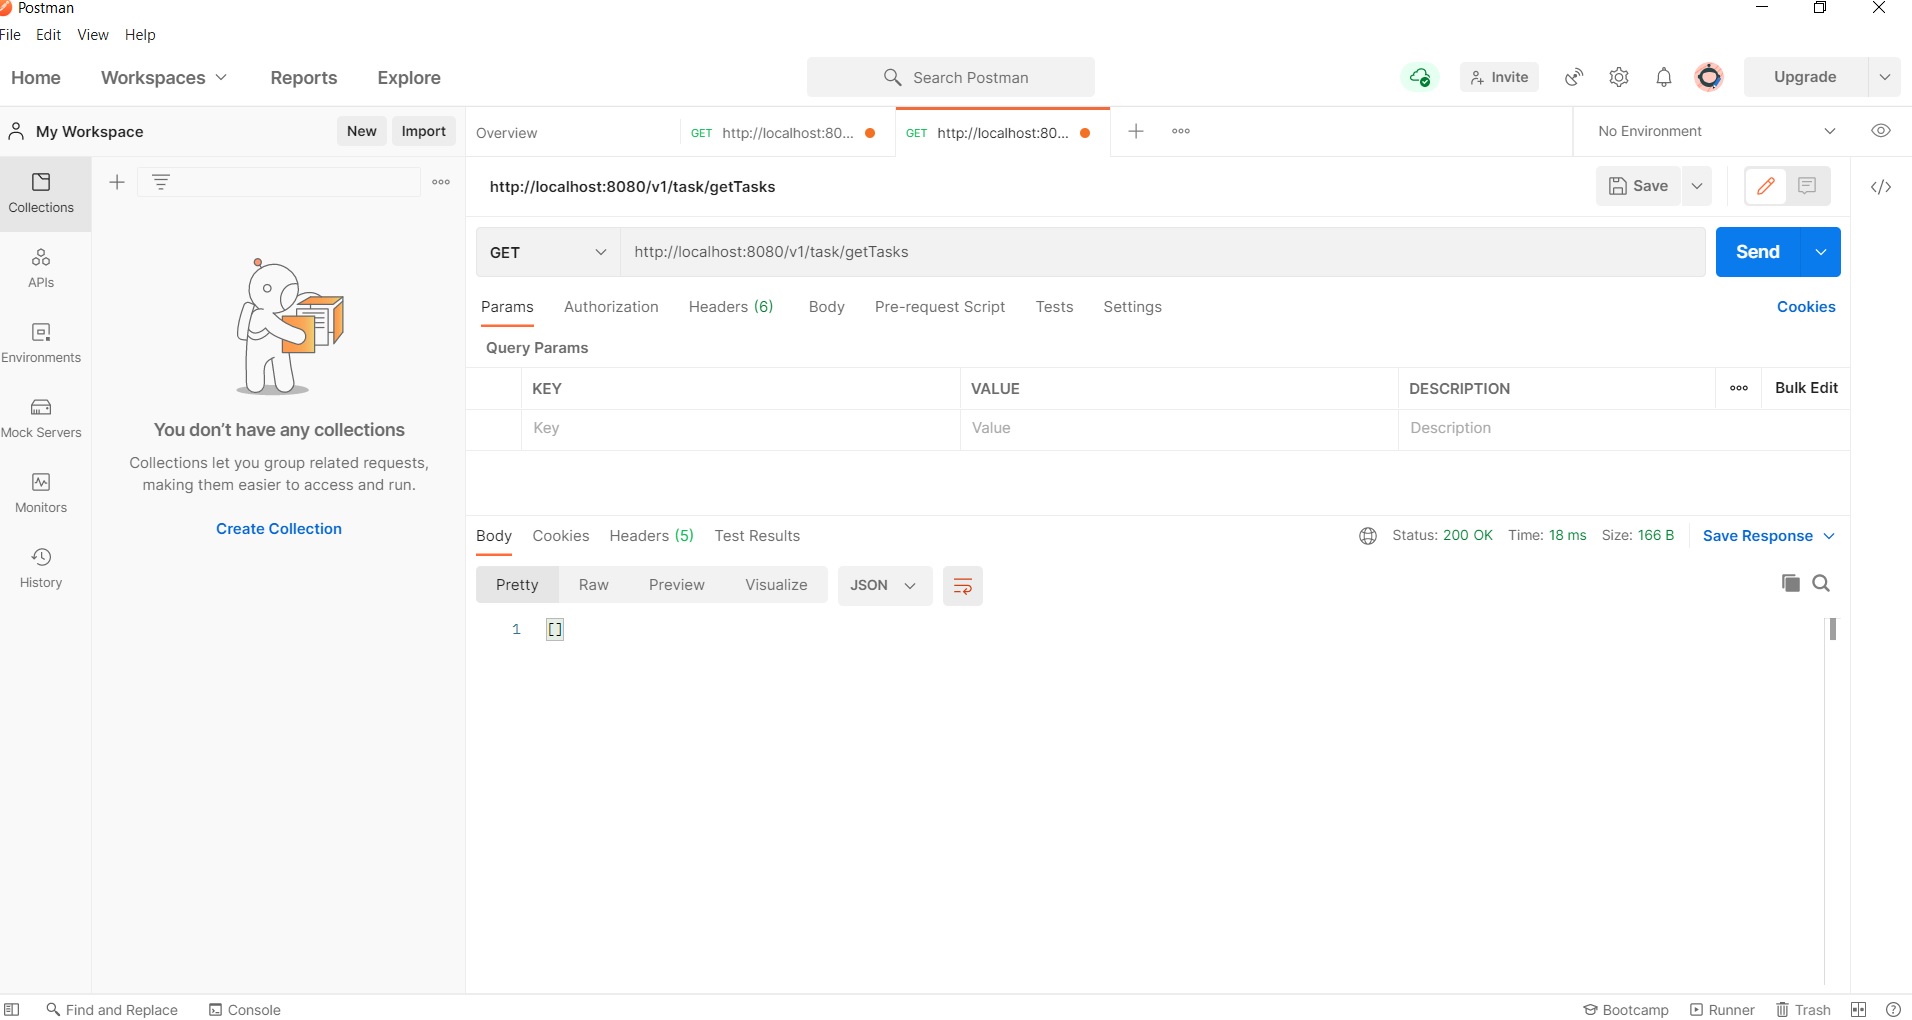 Postman
File Edit View Help
Home Workspaces Reports Explore Search Postman Invite Upgrade
My Workspace New Import Overview GET http://localhost:80... GET http://localhost:80... No Environment
Collections
http://localhost:8080/v1/task/getTasks Save
GET http://localhost:8080/v1/task/getTasks Send
APIs
Params Authorization Headers (6) Body Pre-request Script Tests Settings Cookies
Query Params
Environments
KEY VALUE DESCRIPTION Bulk Edit
Key Value Description
Mock Servers
You don't have any collections
Collections let you group related requests,
making them easier to access and run.
Monitors
Create Collection
Body Cookies Headers (5) Test Results Status: 200 OK Time: 18 ms Size: 166 B Save Response
History
Pretty Raw Preview Visualize JSON
1 []
Find and Replace Console Bootcamp Runner Trash